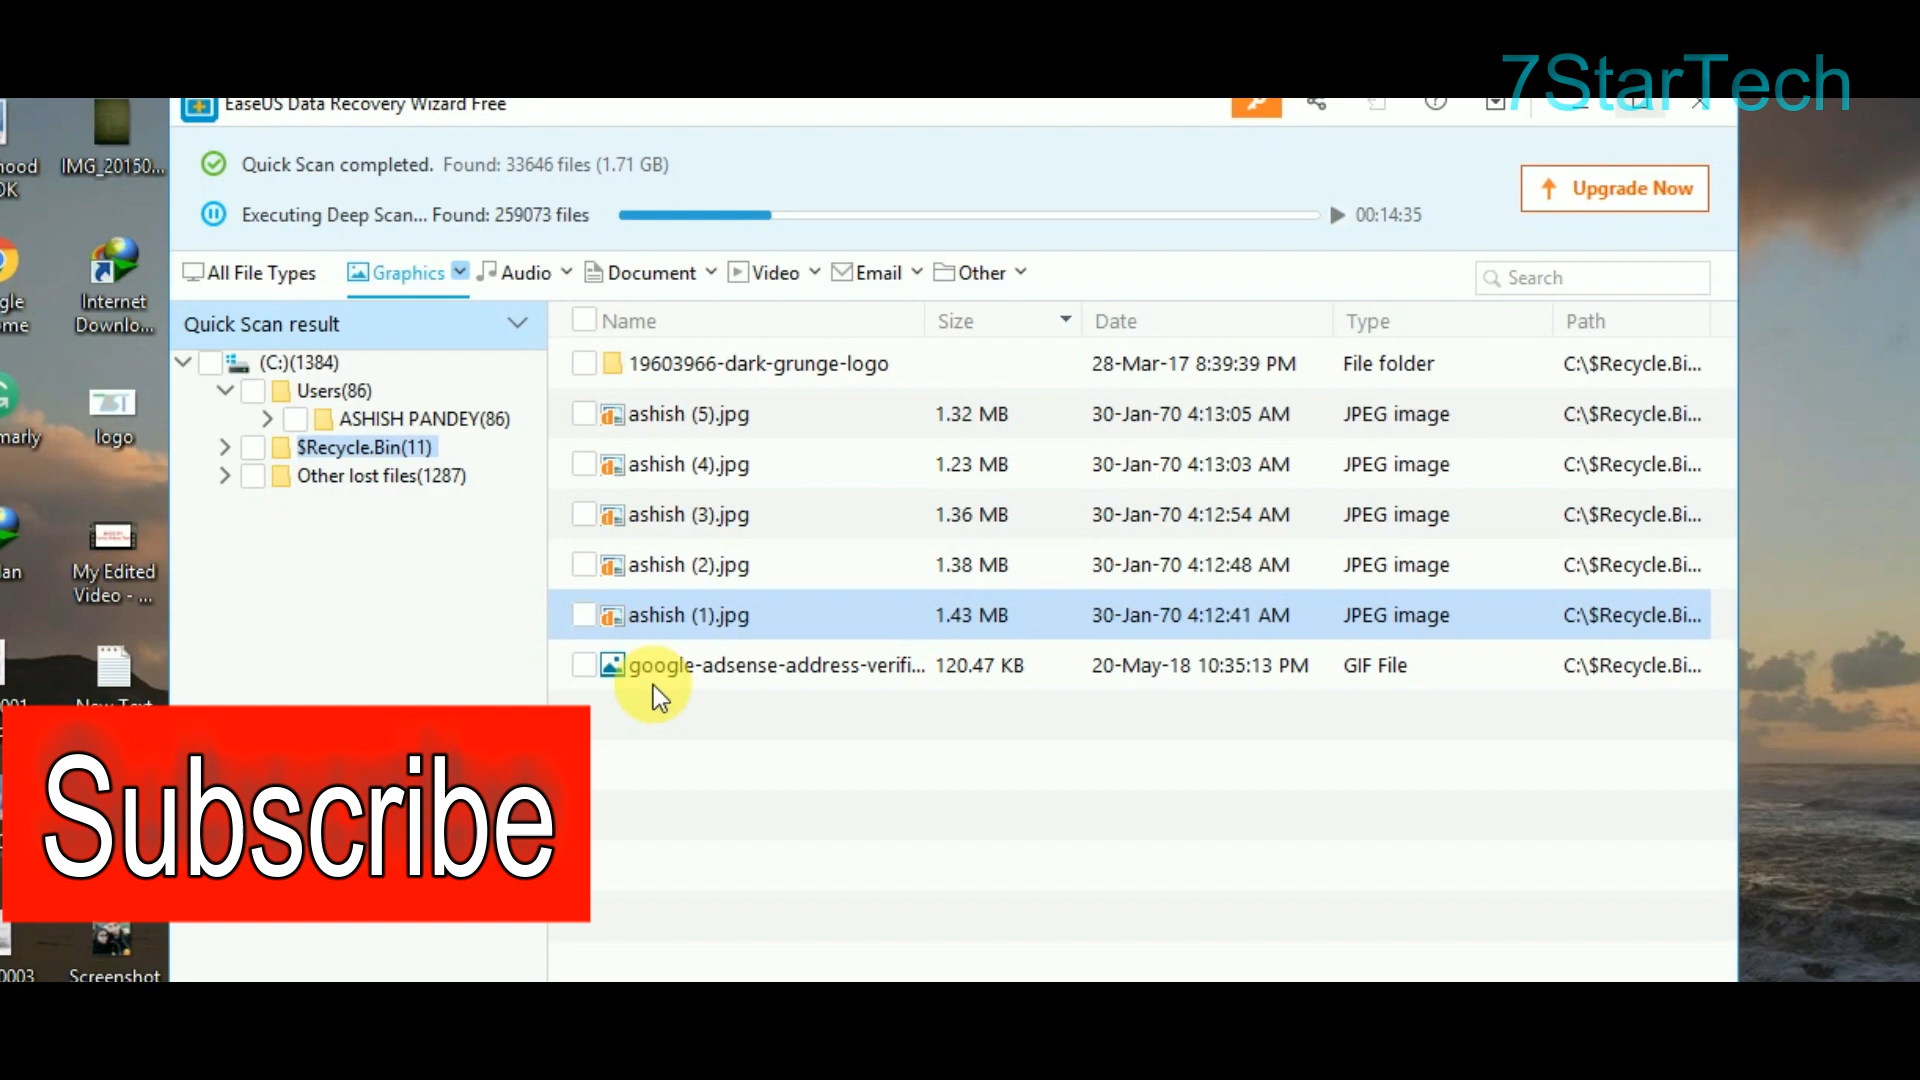 7StarTech
EaseUS Data Recovery Wizard Free
Quick Scan completed. Found: 33646 files (1.71 GB)
Executing Deep Scan... Found: 259073 files 00:14:35
Upgrade Now
All File Types Graphics Audio Document Video Email Other
Search
Quick Scan result
(C:)(1384)
Users(86)
ASHISH PANDEY(86)
$Recycle.Bin(11)
Other lost files(1287)
Name Size Date Type Path
19603966-dark-grunge-logo 28-Mar-17 8:39:39 PM File folder C:\$Recycle.Bi...
ashish (5).jpg 1.32 MB 30-Jan-70 4:13:05 AM JPEG image C:\$Recycle.Bi...
ashish (4).jpg 1.23 MB 30-Jan-70 4:13:03 AM JPEG image C:\$Recycle.Bi...
ashish (3).jpg 1.36 MB 30-Jan-70 4:12:54 AM JPEG image C:\$Recycle.Bi...
ashish (2).jpg 1.38 MB 30-Jan-70 4:12:48 AM JPEG image C:\$Recycle.Bi...
ashish (1).jpg 1.43 MB 30-Jan-70 4:12:41 AM JPEG image C:\$Recycle.Bi...
google-adsense-address-verifi... 120.47 KB 20-May-18 10:35:13 PM GIF File C:\$Recycle.Bi...
IMG_20150...
Internet
Downlo...
logo
My Edited
Video - ...
Subscribe
Screenshot